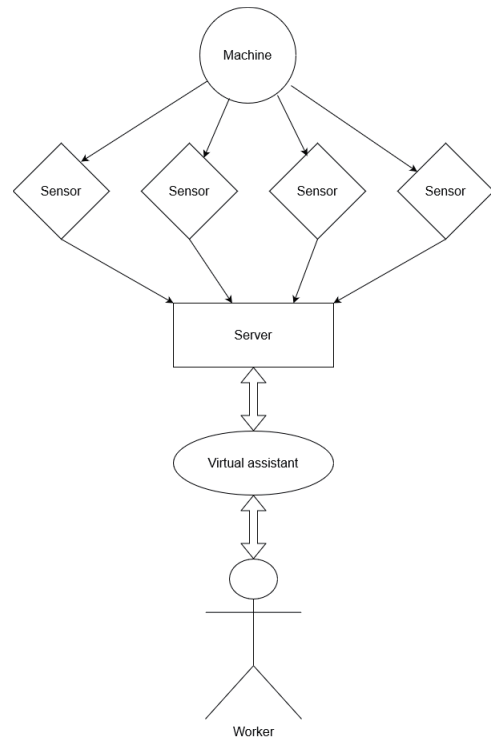 Machine
Sensor
Sensor
Sensor
Sensor
Server
Virtual assistant
Worker